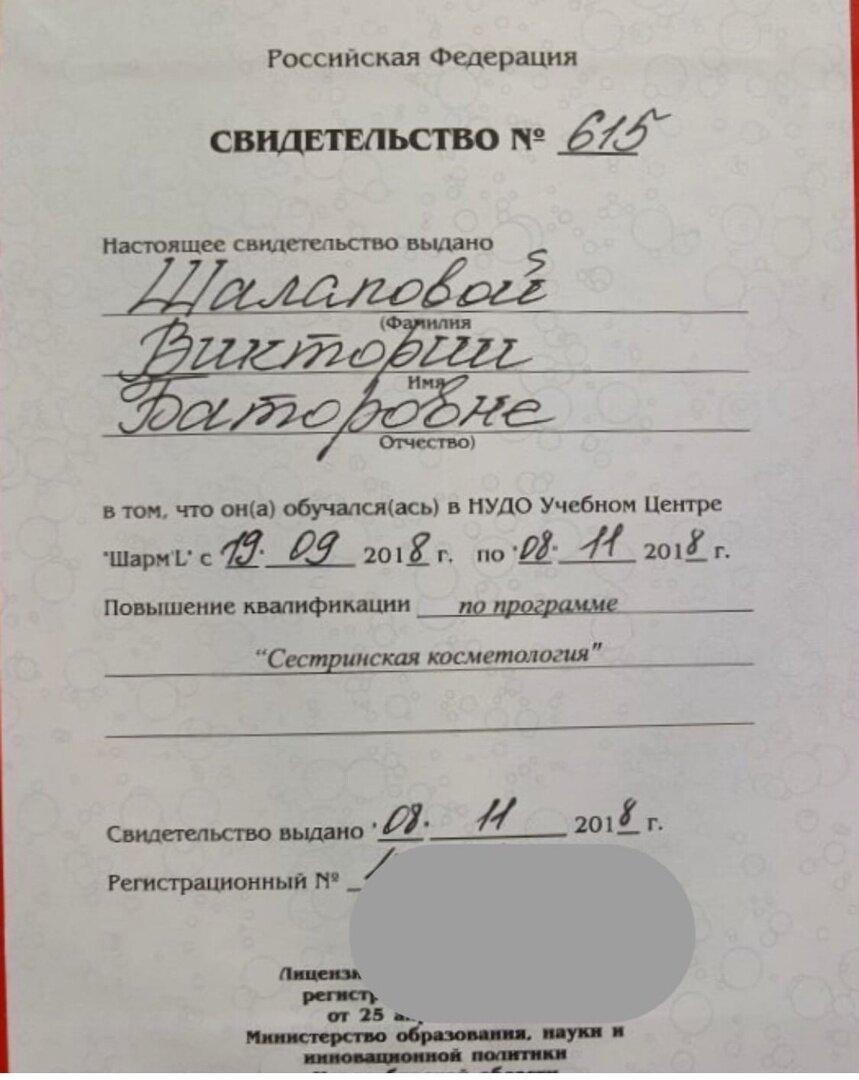 Российская Федерация
СВИДЕТЕЛЬСТВО № 615
Настоящее свидетельство выдано
Шалаповой
(Фамилия
Виктории
Имя
Баторовне
Отчество)
в том, что он(а) обучался(ась) в НУДО Учебном Центре
"Шарм'L" с 19. 09 2018 г. по 08. 11 2018 г.
Повышение квалификации по программе
"Сестринская косметология"
Свидетельство выдано 08. 11 2018 г.
Регистрационный №
от 25
Министерство образования, науки и
инновационной политики